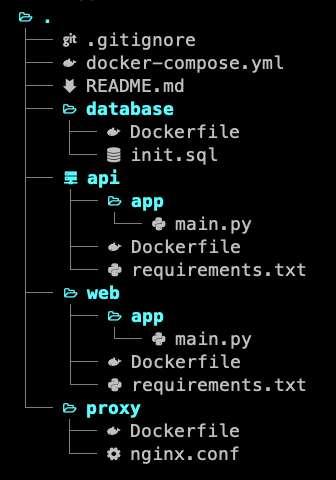 .
.gitignore
docker-compose.yml
README.md
database
Dockerfile
init.sql
api
app
main.py
Dockerfile
requirements.txt
web
app
main.py
Dockerfile
requirements.txt
proxy
Dockerfile
nginx.conf